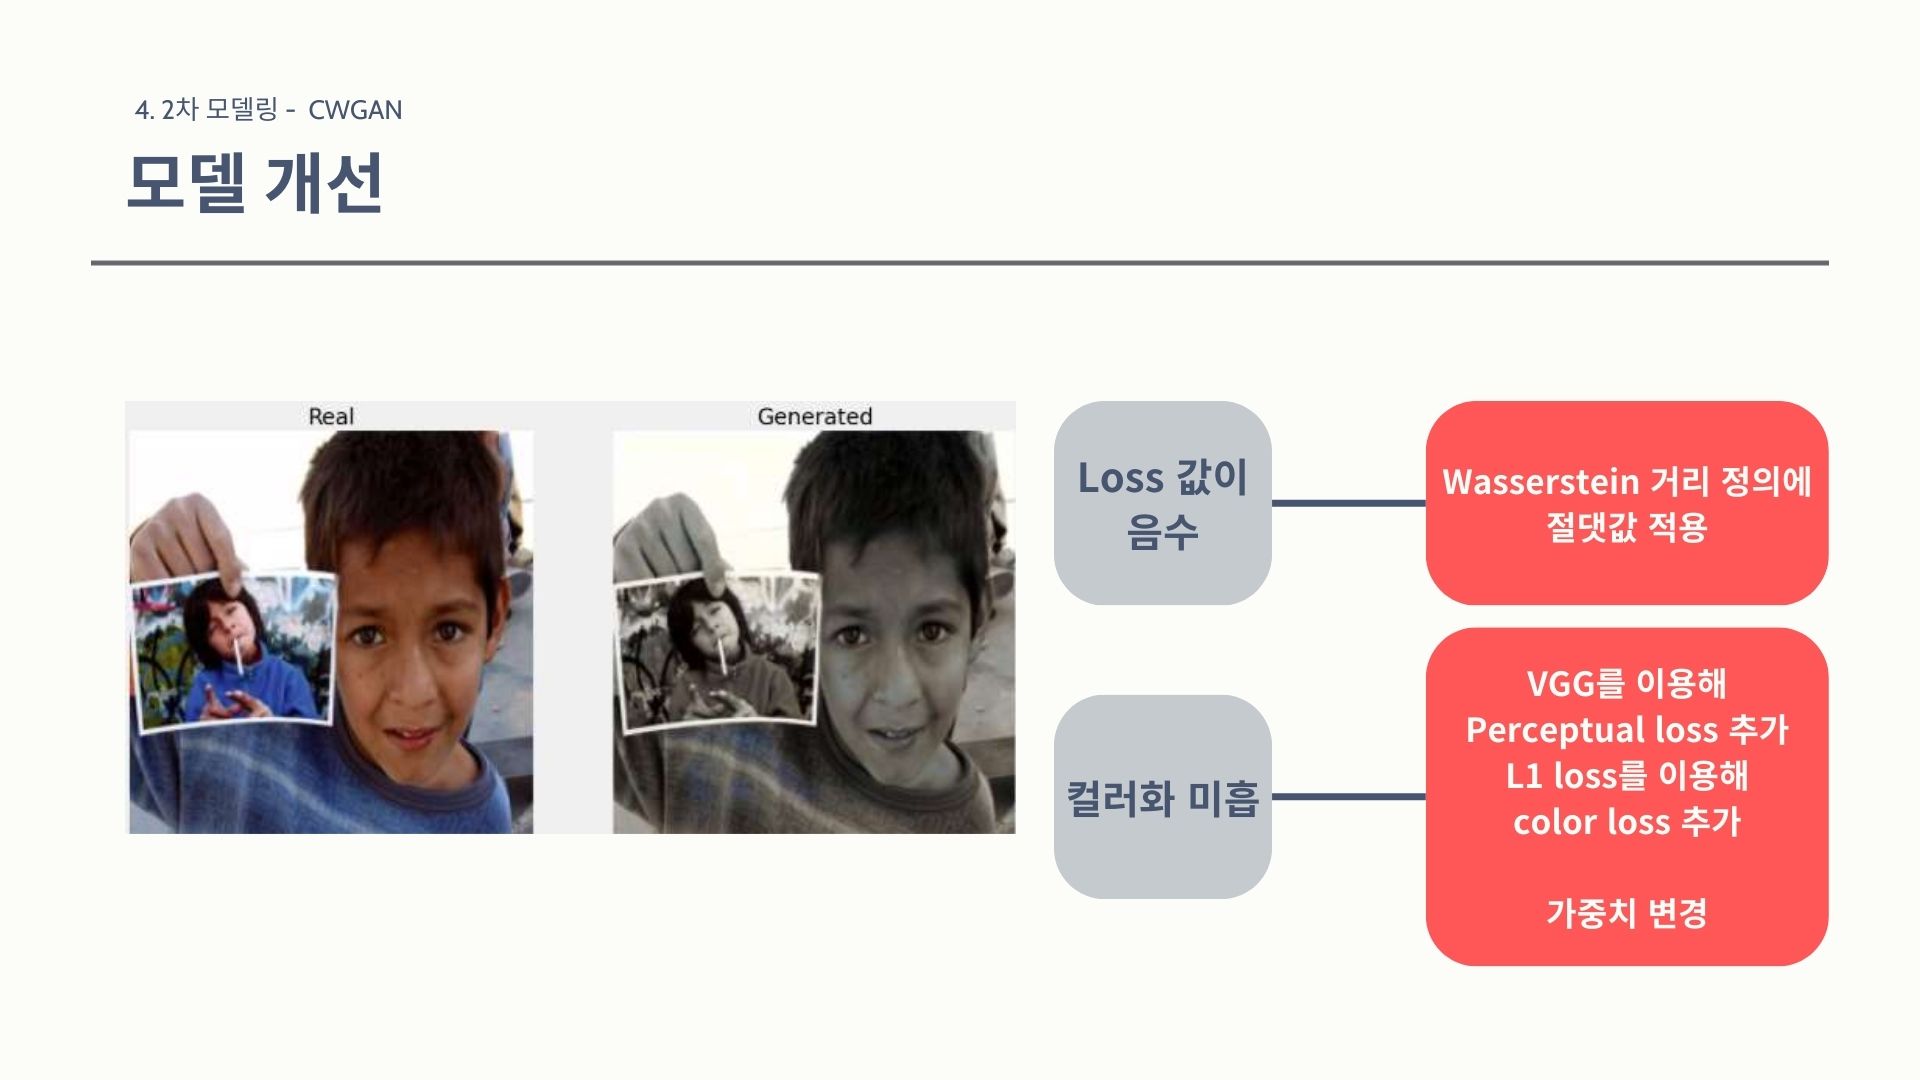 4. 2차 모델링 - CWGAN
모델 개선
Real
Generated
Loss 값이
음수
Wasserstein 거리 정의에
절댓값 적용
컬러화 미흡
VGG를 이용해
Perceptual loss 추가
L1 loss를 이용해
color loss 추가
가중치 변경